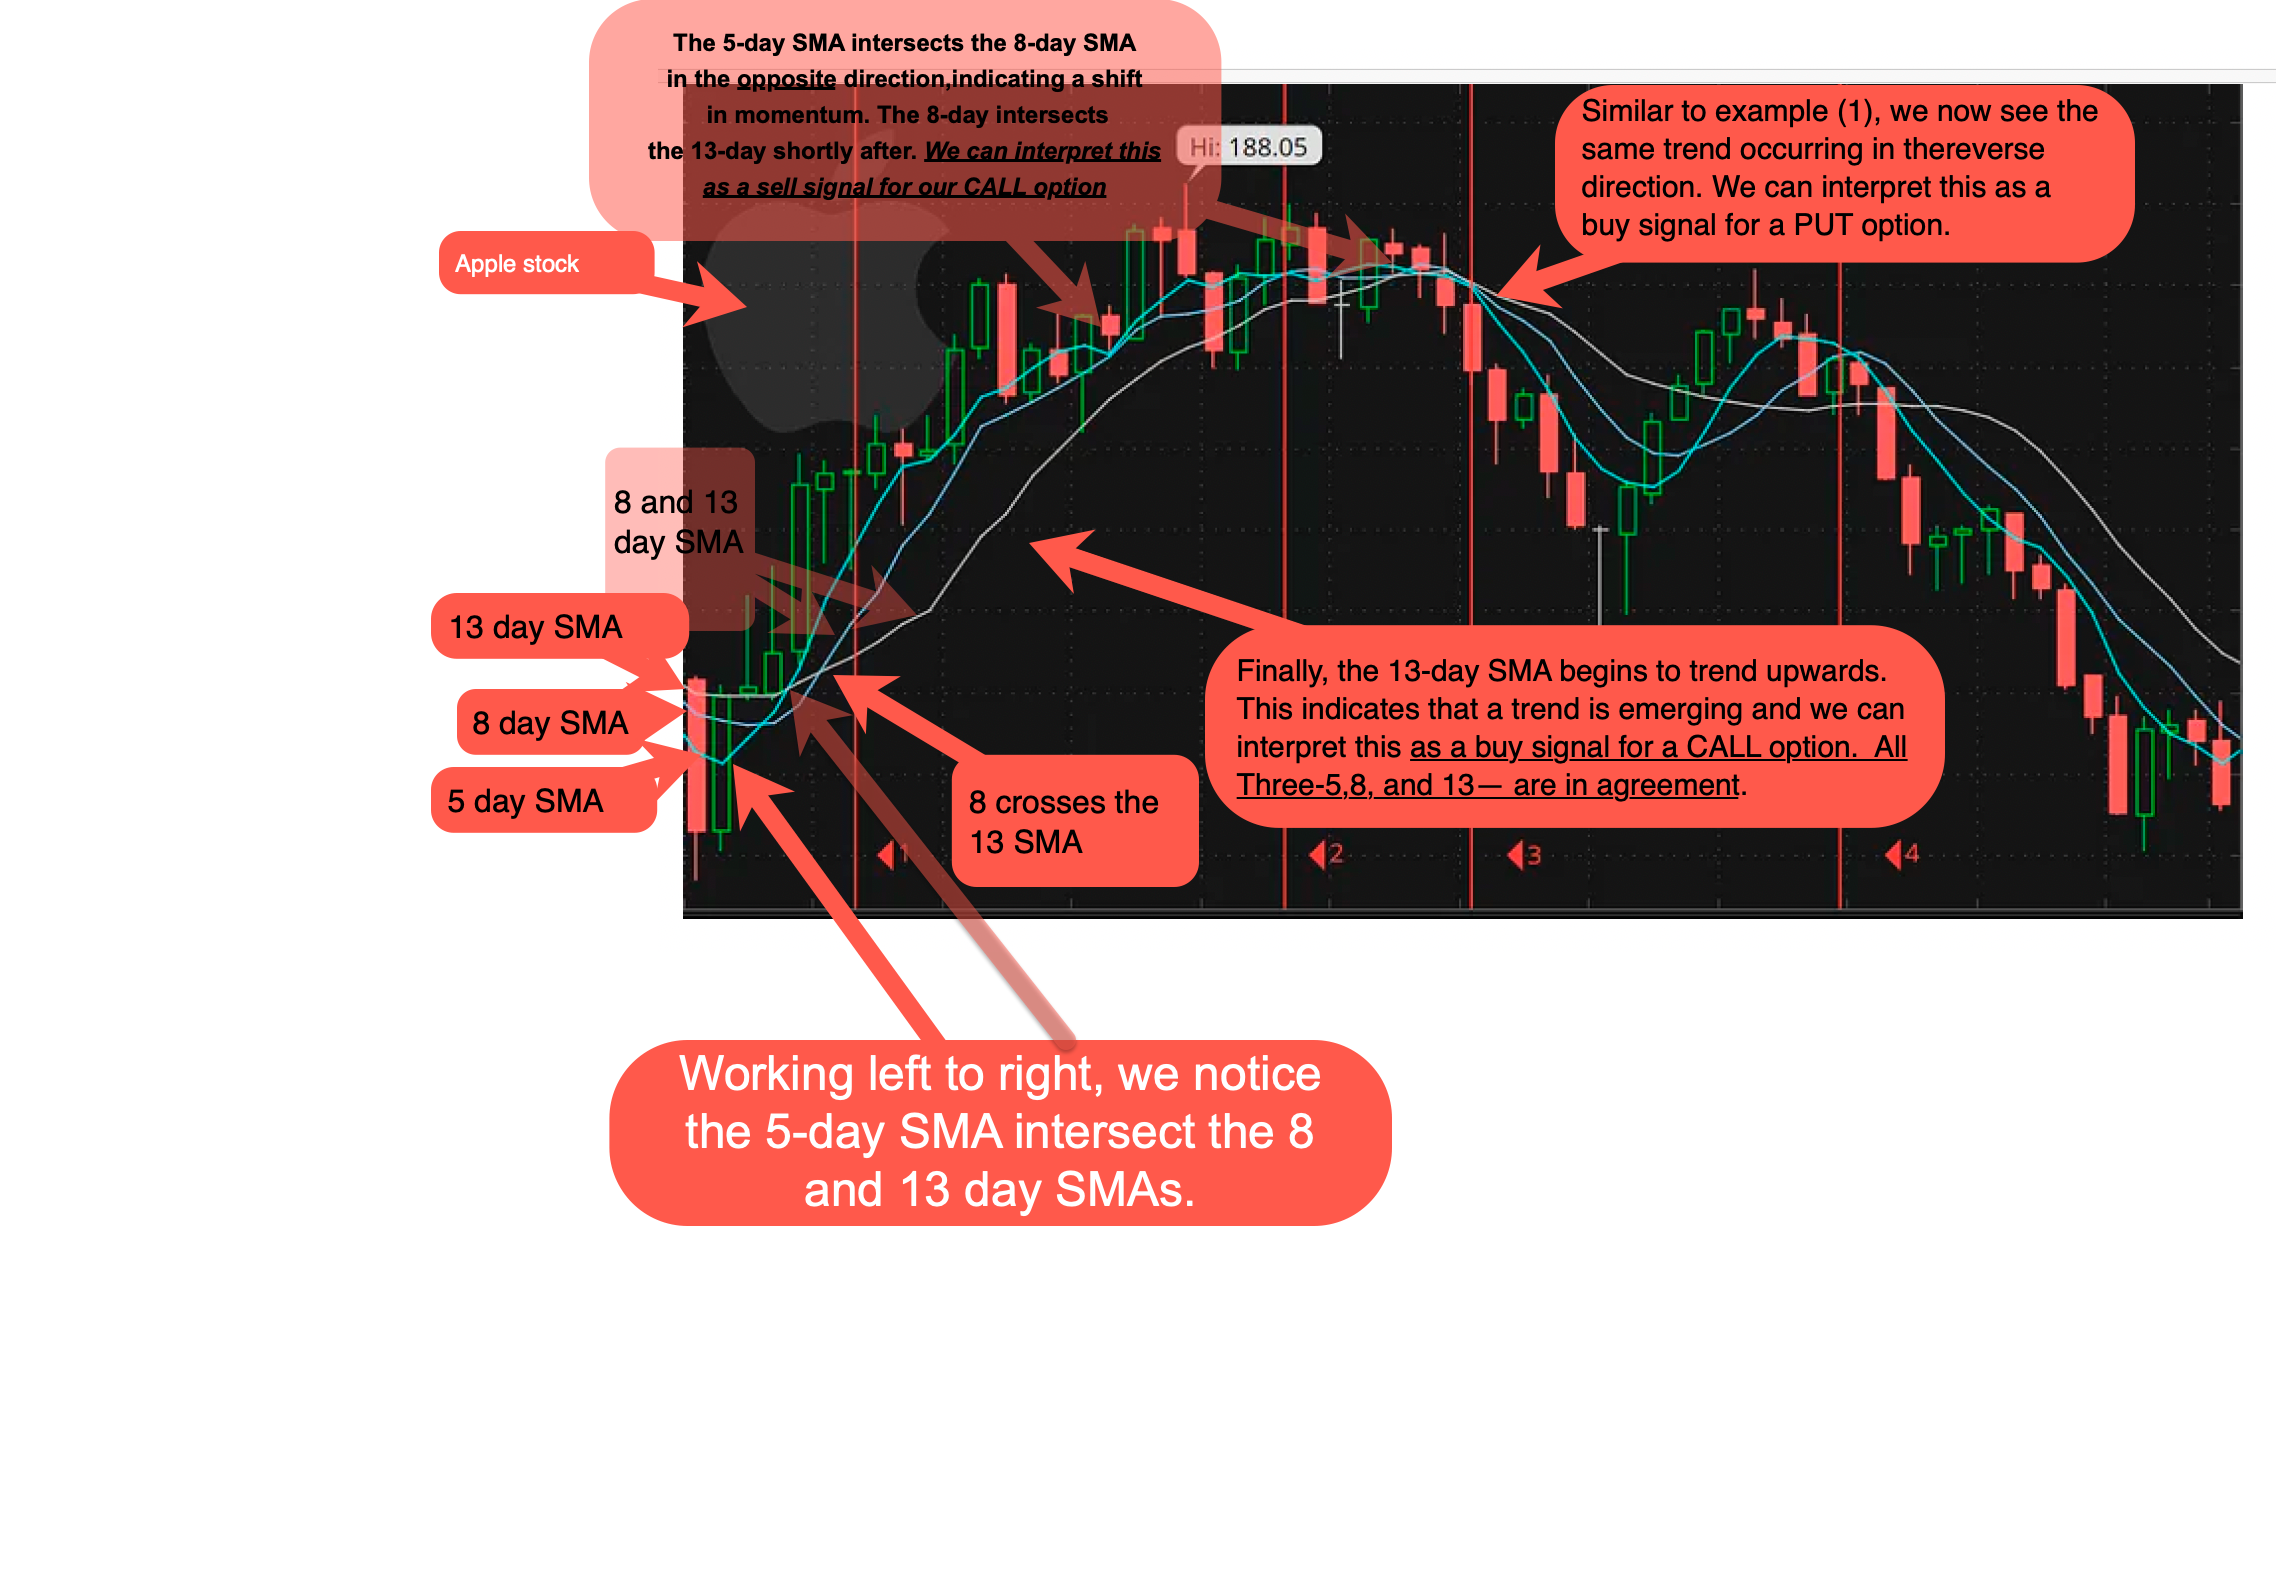 The 5-day SMA intersects the 8-day SMA
in the opposite direction,indicating a shift
in momentum. The 8-day intersects
the 13-day shortly after. We can interpret this
as a sell signal for our CALL option
Hi: 188.05
Similar to example (1), we now see the
same trend occurring in thereverse
direction. We can interpret this as a
buy signal for a PUT option.
Apple stock
8 and 13
day SMA
13 day SMA
8 day SMA
5 day SMA
Finally, the 13-day SMA begins to trend upwards.
This indicates that a trend is emerging and we can
interpret this as a buy signal for a CALL option.  All
Three-5,8, and 13— are in agreement.
8 crosses the
13 SMA
1
2
3
4
Working left to right, we notice
the 5-day SMA intersect the 8
and 13 day SMAs.